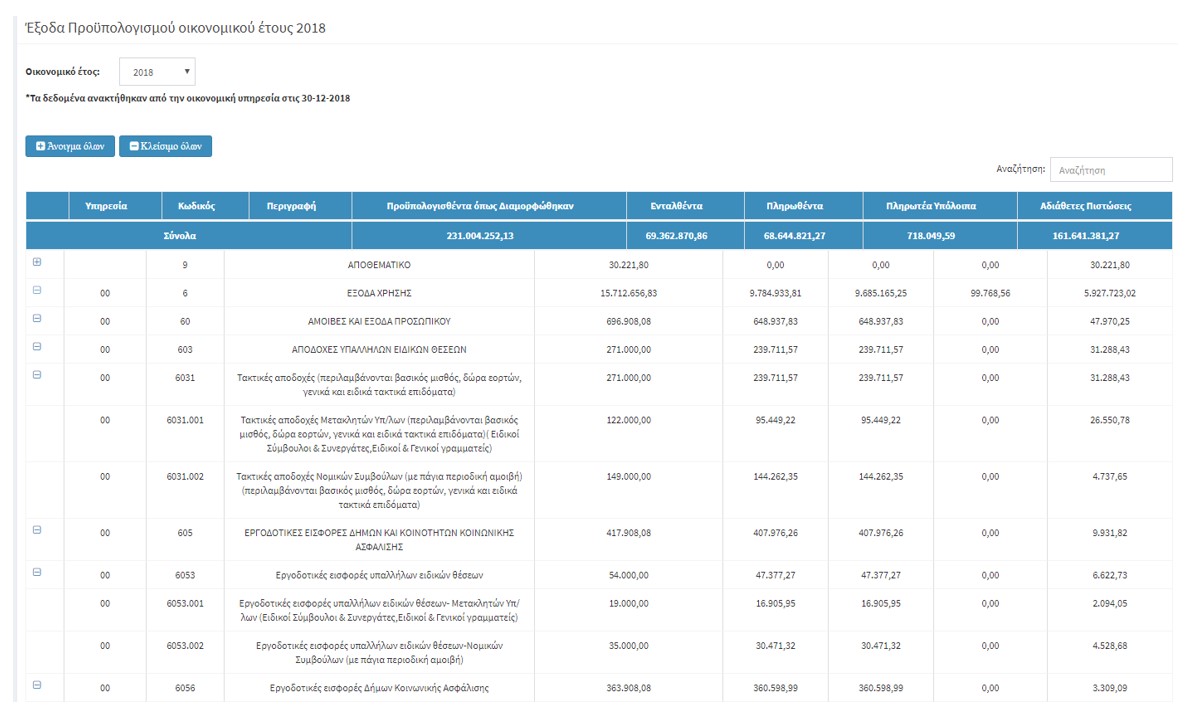 Έξοδα Προϋπολογισμού οικονομικού έτους 2018
Οικονομικό έτος: 2018
*Τα δεδομένα ανακτήθηκαν από την οικονομική υπηρεσία στις 30-12-2018
Άνοιγμα όλων Κλείσιμο όλων
Αναζήτηση: Αναζήτηση
Υπηρεσία Κωδικός Περιγραφή Προϋπολογισθέντα όπως Διαμορφώθηκαν Ενταλθέντα Πληρωθέντα Πληρωτέα Υπόλοιπα Αδιάθετες Πιστώσεις
Σύνολα 231.004.252,13 69.362.870,86 68.644.821,27 718.049,59 161.641.381,27
9 ΑΠΟΘΕΜΑΤΙΚΟ 30.221,80 0,00 0,00 0,00 30.221,80
00 6 ΕΞΟΔΑ ΧΡΗΣΗΣ 15.712.656,83 9.784.933,81 9.685.165,25 99.768,56 5.927.723,02
00 60 ΑΜΟΙΒΕΣ ΚΑΙ ΕΞΟΔΑ ΠΡΟΣΩΠΙΚΟΥ 696.908,08 648.937,83 648.937,83 0,00 47.970,25
00 603 ΑΠΟΔΟΧΕΣ ΥΠΑΛΛΗΛΩΝ ΕΙΔΙΚΩΝ ΘΕΣΕΩΝ 271.000,00 239.711,57 239.711,57 0,00 31.288,43
00 6031 Τακτικές αποδοχές (περιλαμβάνονται βασικός μισθός, δώρα εορτών, 271.000,00 239.711,57 239.711,57 0,00 31.288,43
γενικά και ειδικά τακτικά επιδόματα)
00 6031.001 Τακτικές αποδοχές Μετακλητών Υπ/λων (περιλαμβάνονται βασικός 122.000,00 95.449,22 95.449,22 0,00 26.550,78
μισθός, δώρα εορτών, γενικά και ειδικά τακτικά επιδόματα)( Ειδικοί
Σύμβουλοι & Συνεργάτες,Ειδικοί & Γενικοί γραμματείς)
00 6031.002 Τακτικές αποδοχές Νομικών Συμβούλων (με πάγια περιοδική αμοιβή) 149.000,00 144.262,35 144.262,35 0,00 4.737,65
(περιλαμβάνονται βασικός μισθός, δώρα εορτών, γενικά και ειδικά
τακτικά επιδόματα)
00 605 ΕΡΓΟΔΟΤΙΚΕΣ ΕΙΣΦΟΡΕΣ ΔΗΜΩΝ ΚΑΙ ΚΟΙΝΟΤΗΤΩΝ ΚΟΙΝΩΝΙΚΗΣ 417.908,08 407.976,26 407.976,26 0,00 9.931,82
ΑΣΦΑΛΙΣΗΣ
00 6053 Εργοδοτικές εισφορές υπαλλήλων ειδικών θέσεων 54.000,00 47.377,27 47.377,27 0,00 6.622,73
00 6053.001 Εργοδοτικές εισφορές υπαλλήλων ειδικών θέσεων- Μετακλητών Υπ/ 19.000,00 16.905,95 16.905,95 0,00 2.094,05
λων (Ειδικοί Σύμβουλοι & Συνεργάτες,Ειδικοί & Γενικοί γραμματείς)
00 6053.002 Εργοδοτικές εισφορές υπαλλήλων ειδικών θέσεων-Νομικών 35.000,00 30.471,32 30.471,32 0,00 4.528,68
Συμβούλων (με πάγια περιοδική αμοιβή)
00 6056 Εργοδοτικές εισφορές Δήμων Κοινωνικής Ασφάλισης 363.908,08 360.598,99 360.598,99 0,00 3.309,09